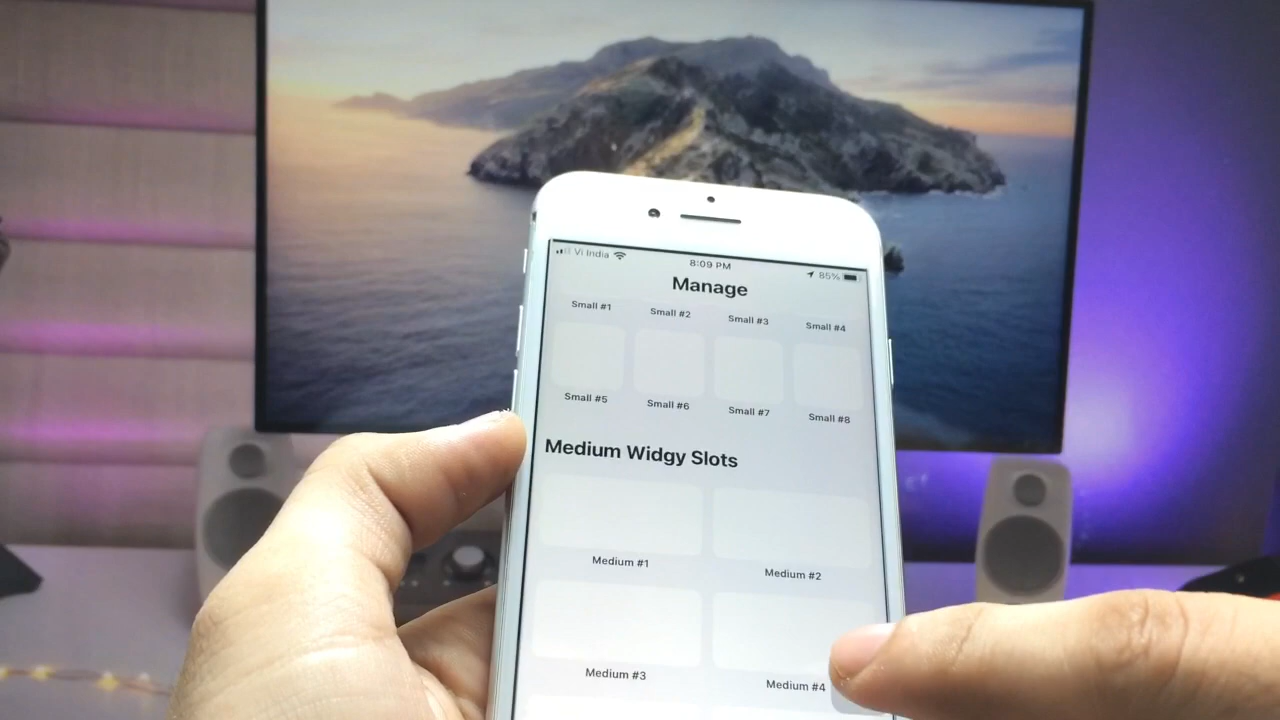 Vi India 8:09 PM 85%
Manage
Small #1 Small #2 Small #3 Small #4
Small #5 Small #6 Small #7 Small #8
Medium Widgy Slots
Medium #1 Medium #2
Medium #3 Medium #4